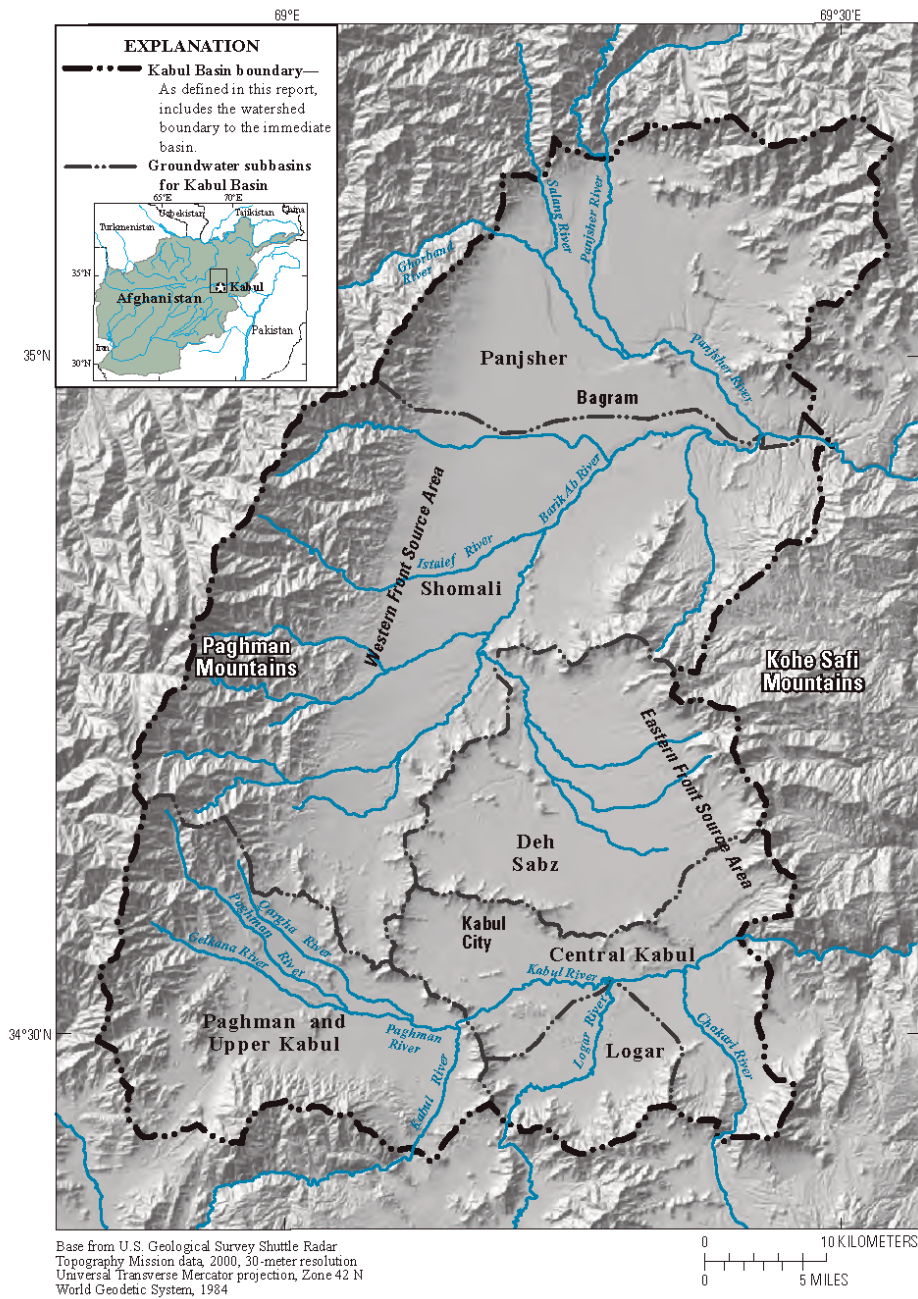 69°E
69°30'E
EXPLANATION
Kabul Basin boundary—
As defined in this report,
includes the watershed
boundary to the immediate
basin.
Groundwater subbasins
for Kabul Basin
65°E
70°E
Uzbekistan
Tajikistan
China
Turkmenistan
35°N
Kabul
Afghanistan
Pakistan
Iran
30°N
Salang River
Panjsher River
Ghorband
River
35°N
Panjsher
Panjsher River
Bagram
Western Front Source Area
Barik Ab River
Istalef River
Shomali
Paghman
Mountains
Kohe Safi
Mountains
Eastern Front Source Area
Deh
Sabz
Qargha River
Paghman
River
Gelkana River
Kabul
City
Central Kabul
Kabul River
34°30'N
Paghman and
Upper Kabul
Paghman
River
Logar River
Logar
Chakari River
Kabul River
Base from U.S. Geological Survey Shuttle Radar
Topography Mission data, 2000, 30-meter resolution
Universal Transverse Mercator projection, Zone 42 N
World Geodetic System, 1984
0 10 KILOMETERS
0 5 MILES